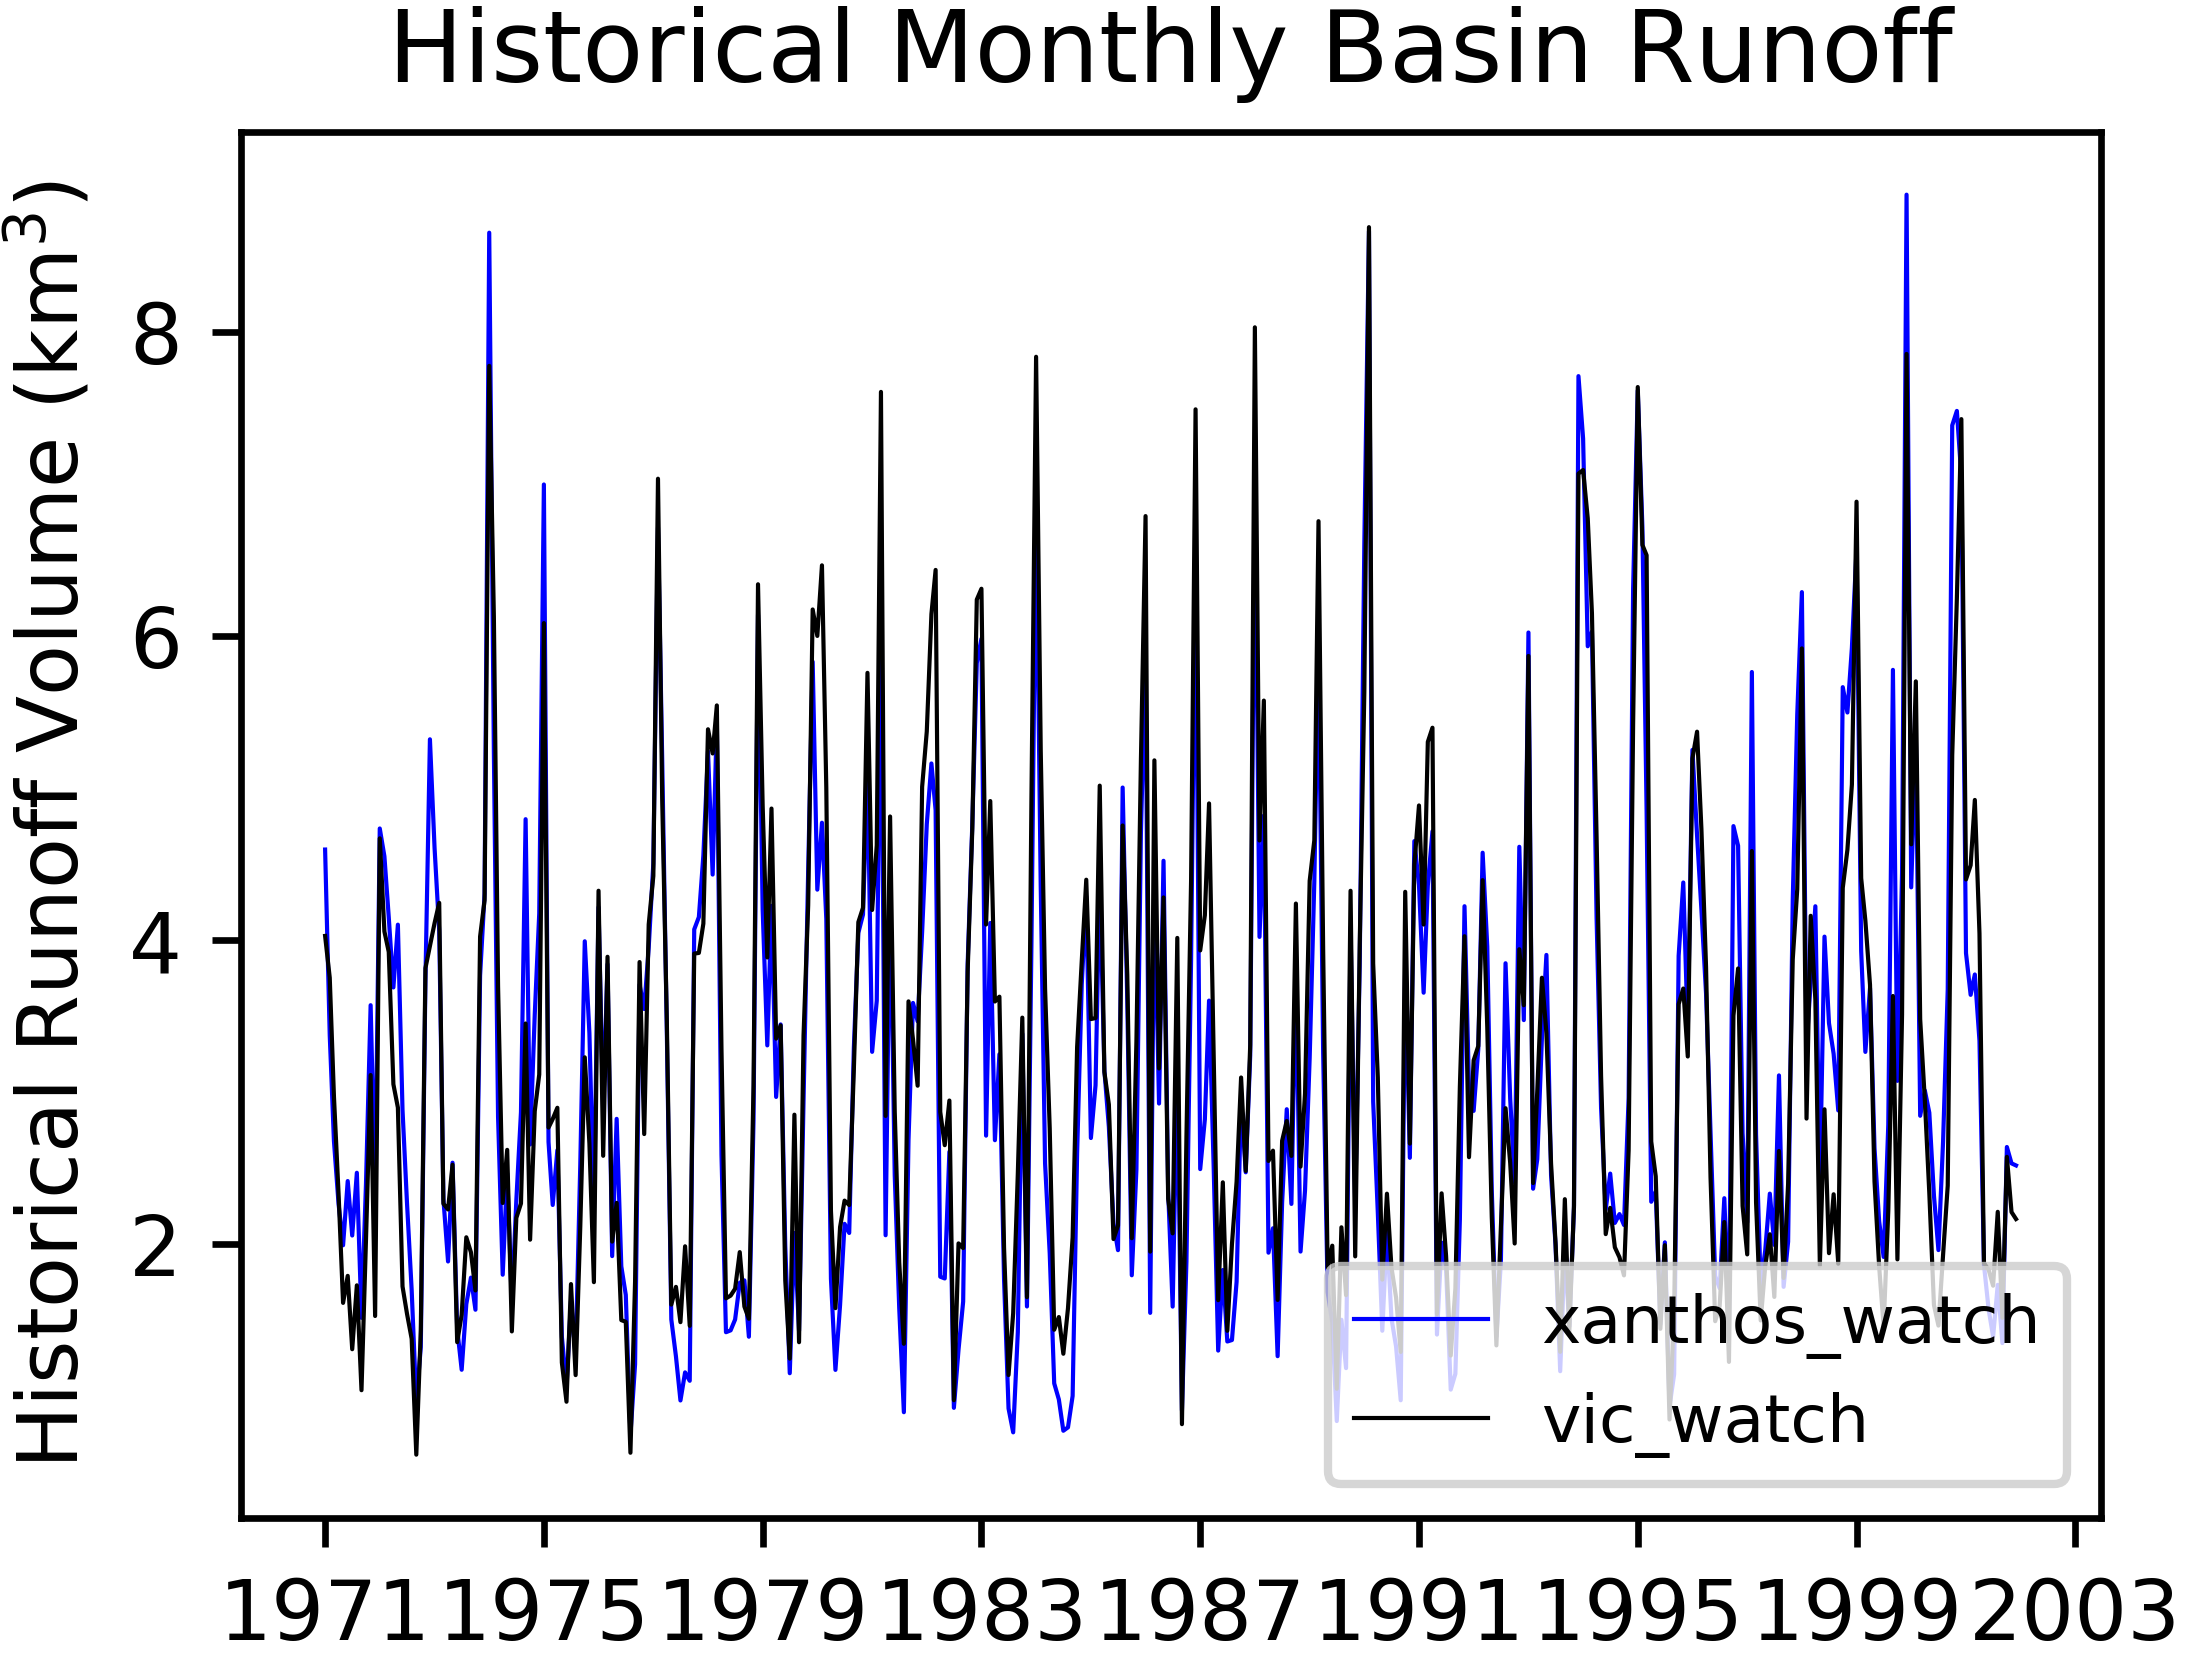 Historical Monthly Basin Runoff
Historical Runoff Volume (km³)
8
6
4
2
xanthos_watch
vic_watch
1971 1975 1979 1983 1987 1991 1995 1999 2003